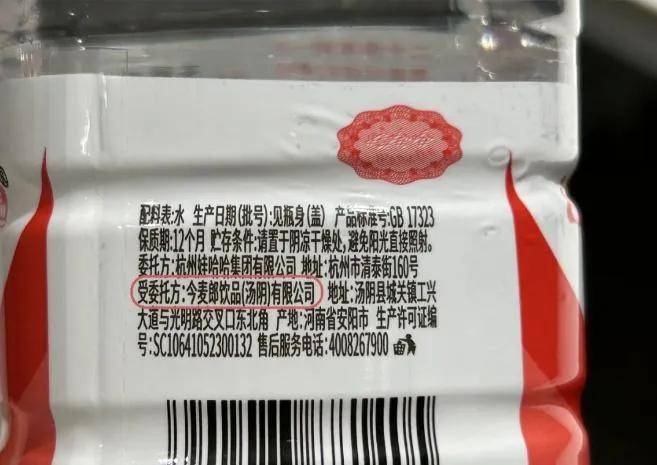 配料表:水 生产日期(批号):见瓶身(盖) 产品标准号:GB 17323
保质期:12个月 贮存条件:请置于阴凉干燥处,避免阳光直接照射。
委托方:杭州娃哈哈集团有限公司 地址:杭州市清泰街160号
受委托方:今麦郎饮品(汤阴)有限公司 地址:汤阴县城关镇工兴
大道与光明路交叉口东北角 产地:河南省安阳市 生产许可证编
号:SC10641052300132 售后服务电话:4008267900